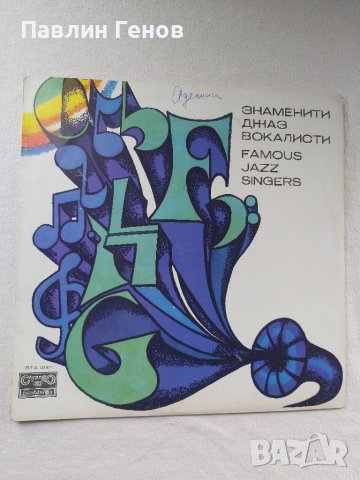 Павлин Генов
ЗНАМЕНИТИ
ДЖАЗ
ВОКАЛИСТИ
FAMOUS
JAZZ
SINGERS
BAZAR